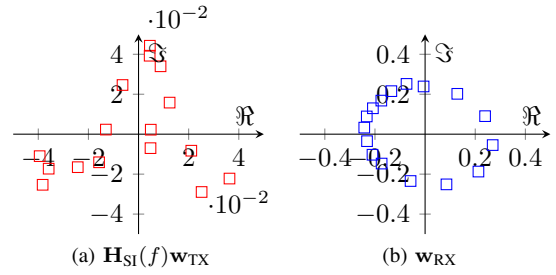 ·10⁻² ℑ ℑ
4 0.4
2 0.2
ℜ ℜ
−4 −2 2 4 −0.4 −0.2 0.2 0.4
−2 −0.2
·10⁻²
−4 −0.4
(a) H_SI(f)w_TX (b) w_RX